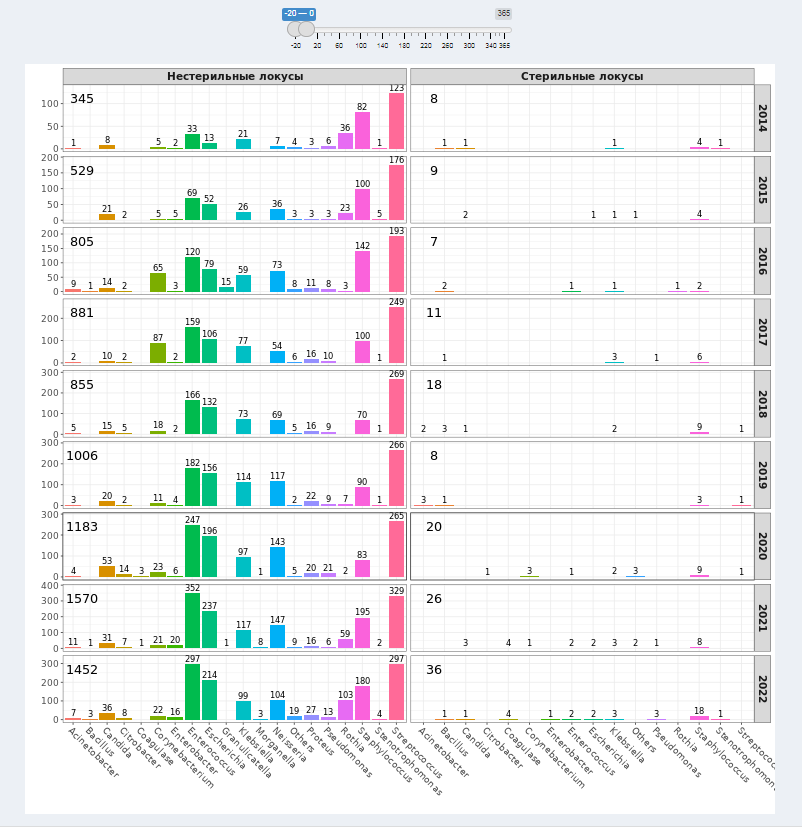 -20 — 0 365
-20 20 60 100 140 180 220 260 300 340 365
Нестерильные локусы Стерильные локусы
345 8 2014
100 50 0
1 8 5 2 33 13 21 7 4 3 6 36 82 1 123
1 1 1 4 1
529 9 2015
200 150 100 50 0
21 2 5 5 69 52 26 36 3 3 3 23 100 5 176
2 1 1 1 4
805 7 2016
200 150 100 50 0
9 1 14 2 65 3 120 79 15 59 73 8 11 8 3 142 193
2 1 1 1 2
881 11 2017
200 100 0
2 10 2 87 2 159 106 77 54 6 16 10 100 1 249
1 3 1 6
855 18 2018
300 200 100 0
5 15 5 18 2 166 132 73 69 5 16 9 70 1 269
2 3 1 2 9 1
1006 8 2019
300 200 100 0
3 20 2 11 4 182 156 114 117 2 22 9 7 90 1 266
3 1 3 1
1183 20 2020
300 200 100 0
4 53 14 3 23 6 247 196 97 1 143 5 20 21 2 83 265
1 3 1 2 3 9 1
1570 26 2021
400 300 200 100 0
11 1 31 7 1 21 20 352 237 1 117 8 147 9 16 6 59 195 2 329
3 4 1 2 2 3 2 1 8
1452 36 2022
300 200 100 0
7 3 36 8 22 16 297 214 99 3 104 19 27 13 103 180 4 297
1 1 4 1 2 2 3 3 18 1
Acinetobacter
Bacillus
Candida
Citrobacter
Coagulase
Corynebacterium
Enterobacter
Enterococcus
Escherichia
Granulicatella
Klebsiella
Morganella
Neisseria
Others
Proteus
Pseudomonas
Rothia
Staphylococcus
Stenotrophomonas
Streptococcus
Acinetobacter
Bacillus
Candida
Citrobacter
Coagulase
Corynebacterium
Enterobacter
Enterococcus
Escherichia
Klebsiella
Others
Pseudomonas
Rothia
Staphylococcus
Stenotrophomon
Streptococ